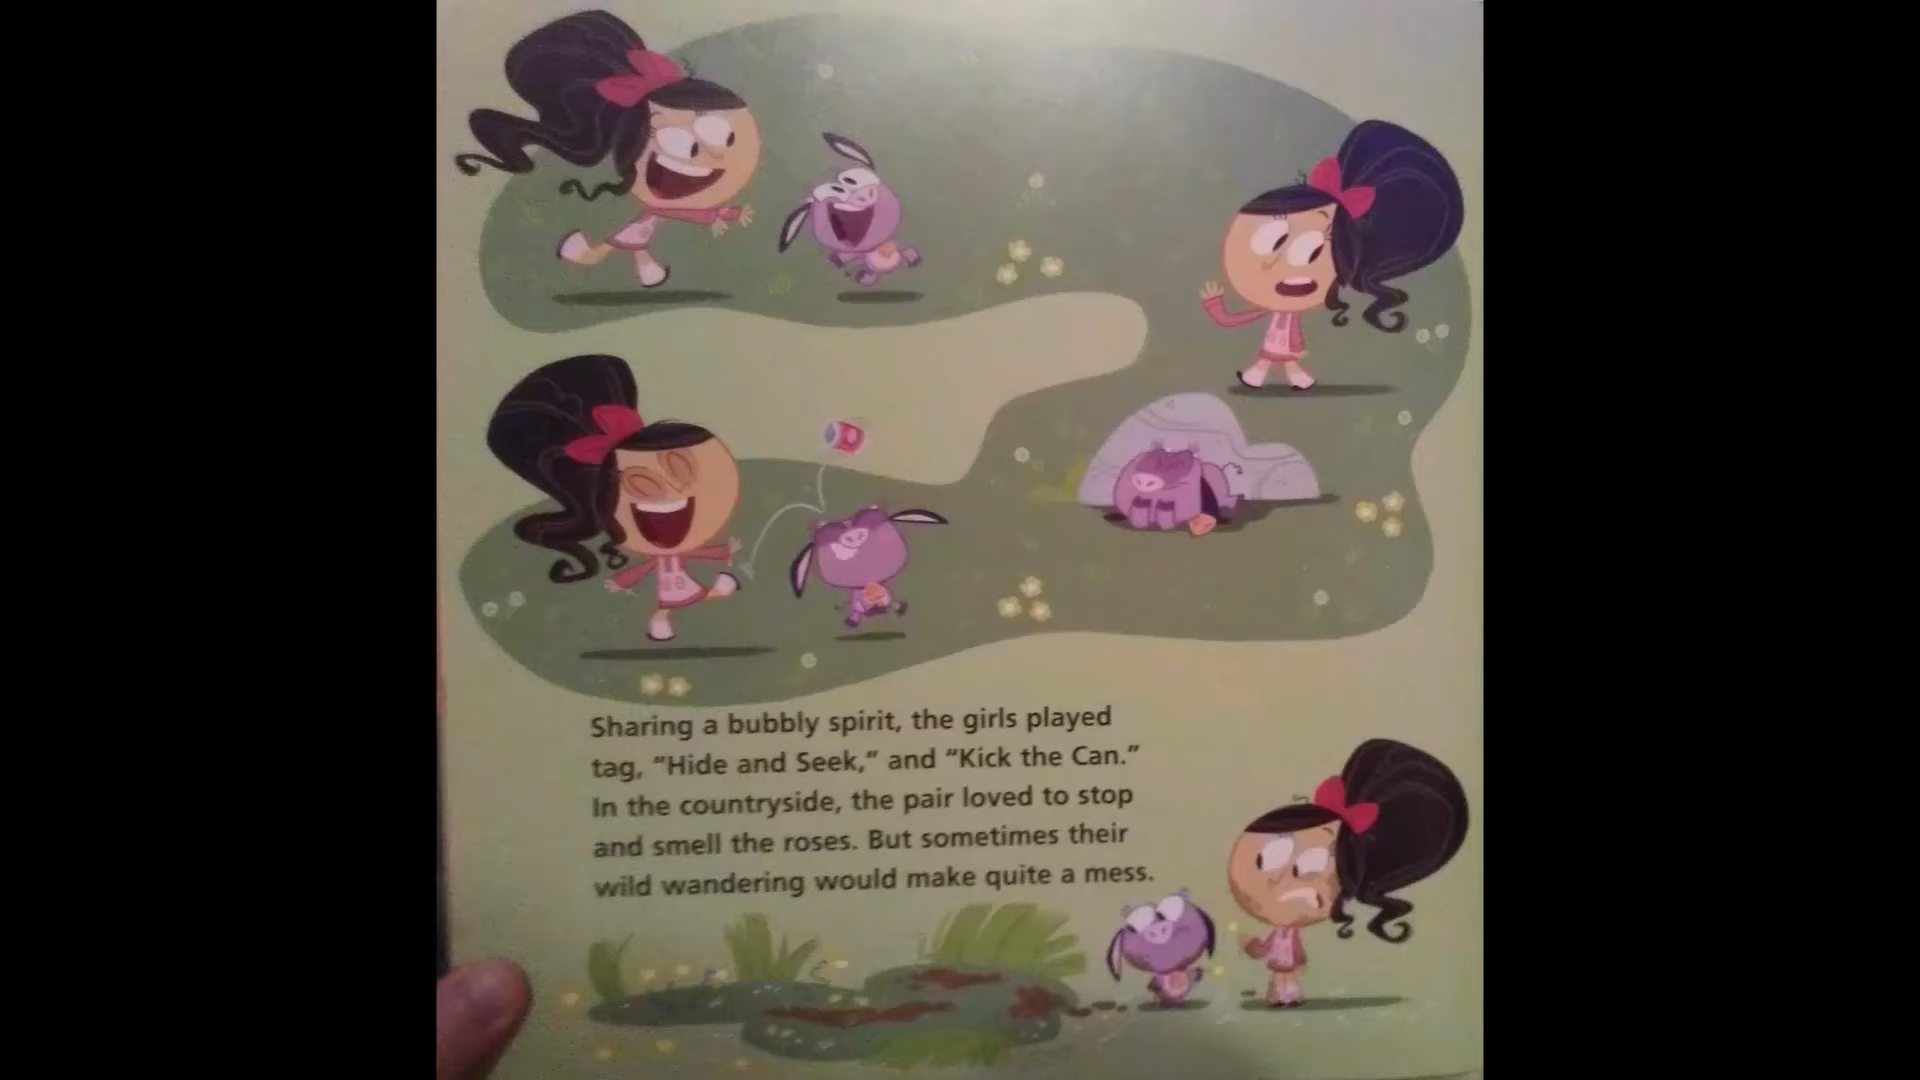 Sharing a bubbly spirit, the girls played
tag, “Hide and Seek,“ and “Kick the Can.”
In the countryside, the pair loved to stop
and smell the roses. But sometimes their
wild wandering would make quite a mess.